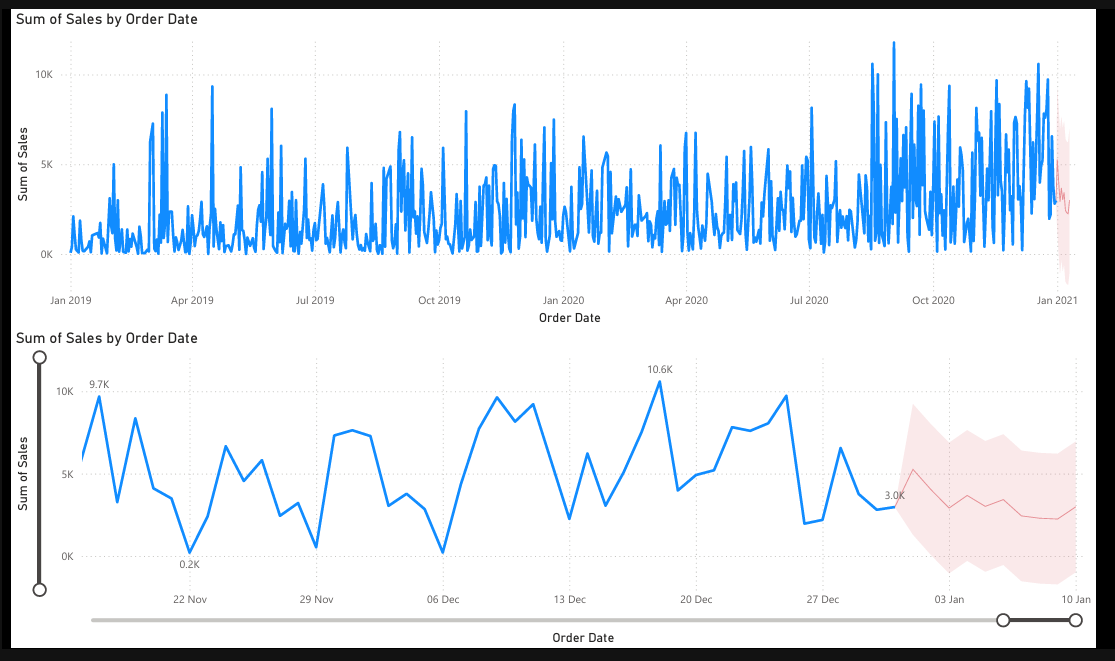 Sum of Sales by Order Date
10K
5K
0K
Sum of Sales
Jan 2019 Apr 2019 Jul 2019 Oct 2019 Jan 2020 Apr 2020 Jul 2020 Oct 2020 Jan 2021
Order Date
Sum of Sales by Order Date
10K
5K
0K
Sum of Sales
9.7K
10.6K
3.0K
0.2K
22 Nov 29 Nov 06 Dec 13 Dec 20 Dec 27 Dec 03 Jan 10 Jan
Order Date